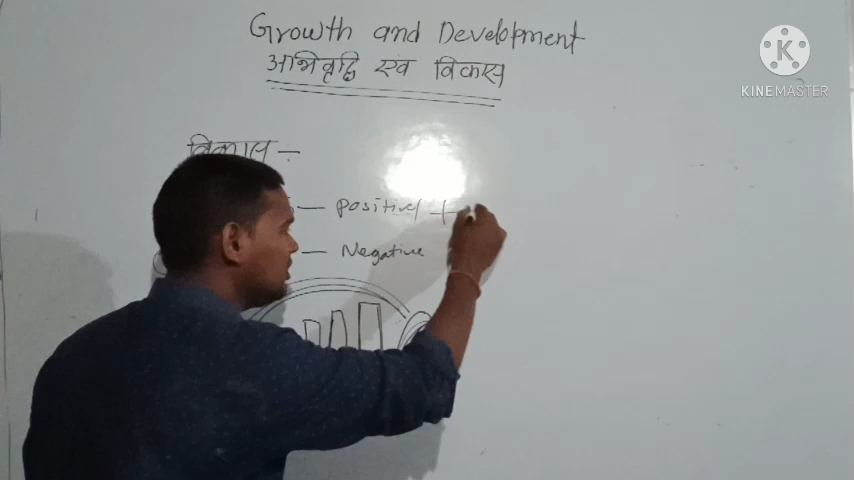 Growth and Development
अभिवृद्धि एवं विकास
K
KINEMASTER
विकास :-
— Positive +
— Negative